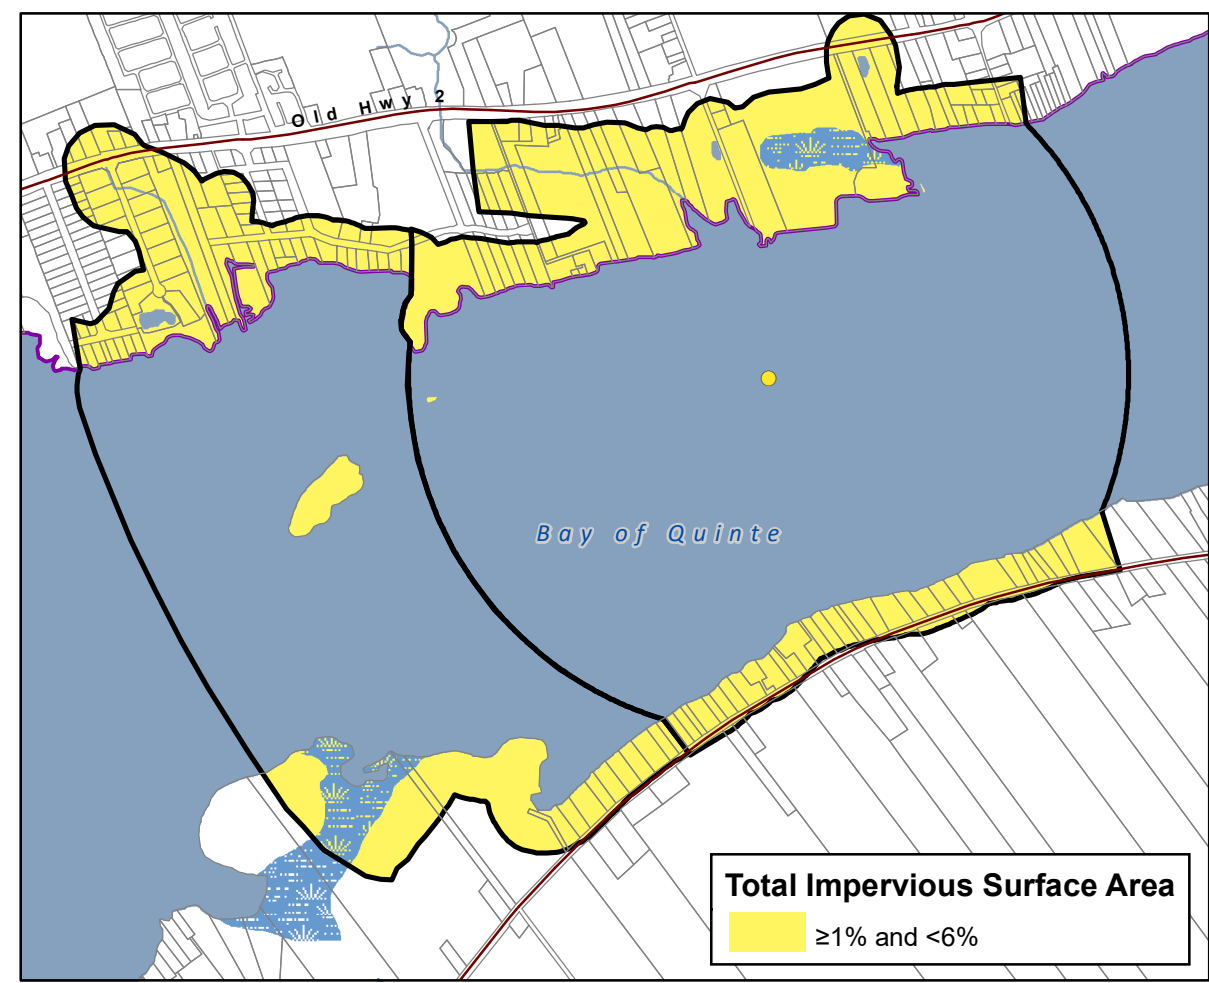 Old Hwy 2
Bay of Quinte
Total Impervious Surface Area
≥1% and <6%